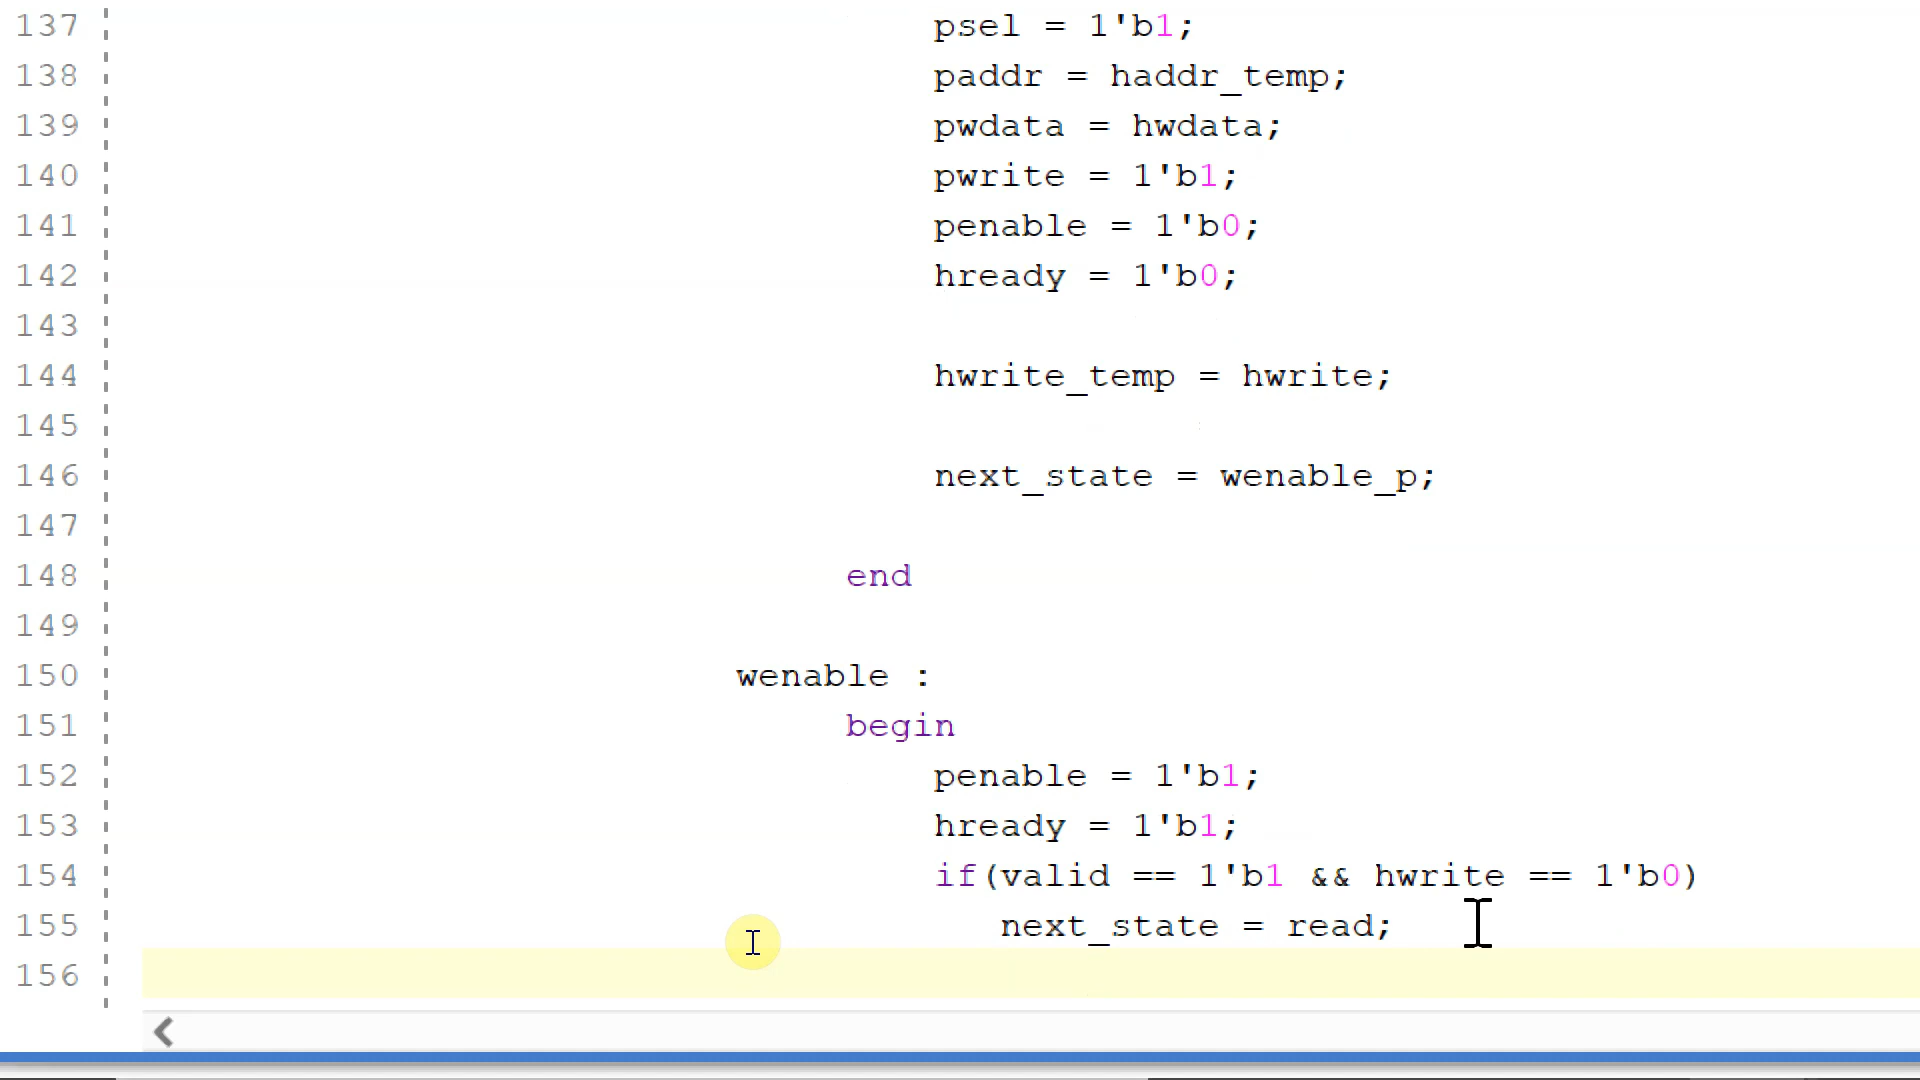 137 psel = 1'b1;
138 paddr = haddr_temp;
139 pwdata = hwdata;
140 pwrite = 1'b1;
141 penable = 1'b0;
142 hready = 1'b0;
143
144 hwrite_temp = hwrite;
145
146 next_state = wenable_p;
147
148 end
149
150 wenable :
151 begin
152 penable = 1'b1;
153 hready = 1'b1;
154 if(valid == 1'b1 && hwrite == 1'b0)
155 next_state = read;
156